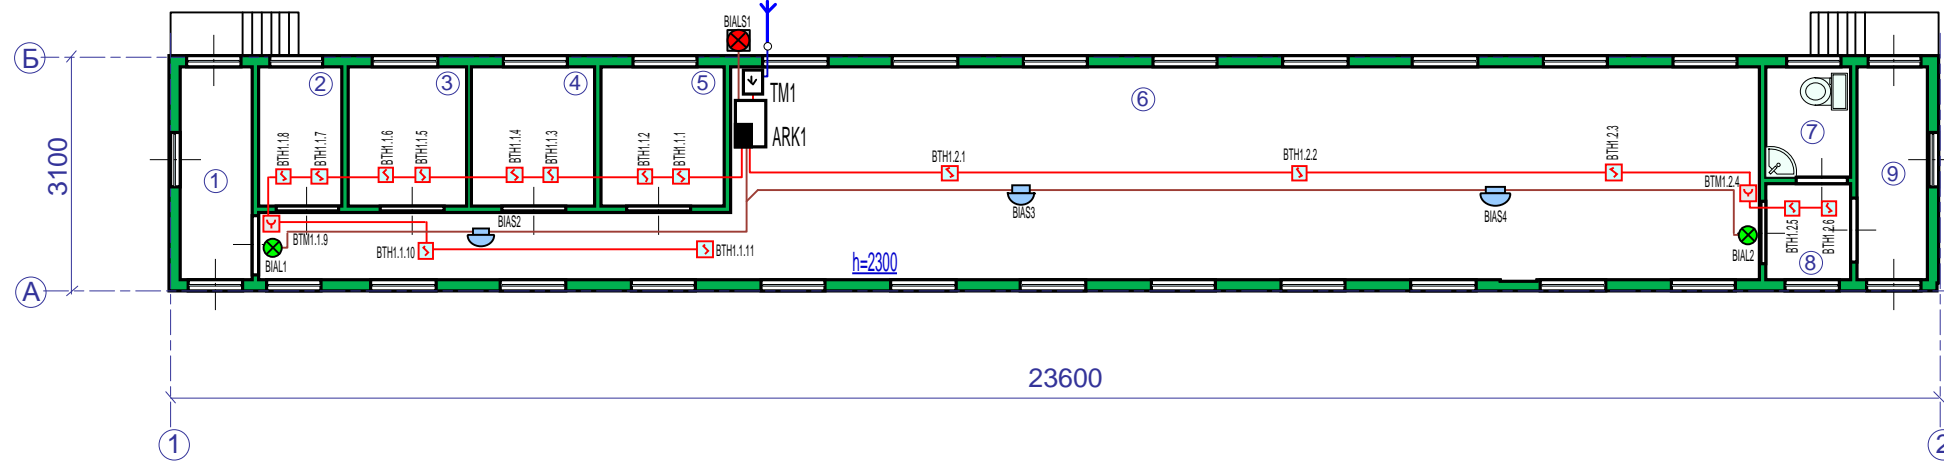 BIALS1
Б
2
3
4
5
TM1
6
ARK1
7
BTH1.1.8
BTH1.1.7
BTH1.1.6
BTH1.1.5
BTH1.1.4
BTH1.1.3
BTH1.1.2
BTH1.1.1
BTH1.2.1
BTH1.2.2
BTH1.2.3
3100
1
BTM1.2.4
9
BIAS2
BIAS3
BIAS4
BTM1.1.9
BTH1.1.10
BTH1.1.11
BIAL1
h=2300
BIAL2
BTH1.2.5
BTH1.2.6
8
А
23600
1
2